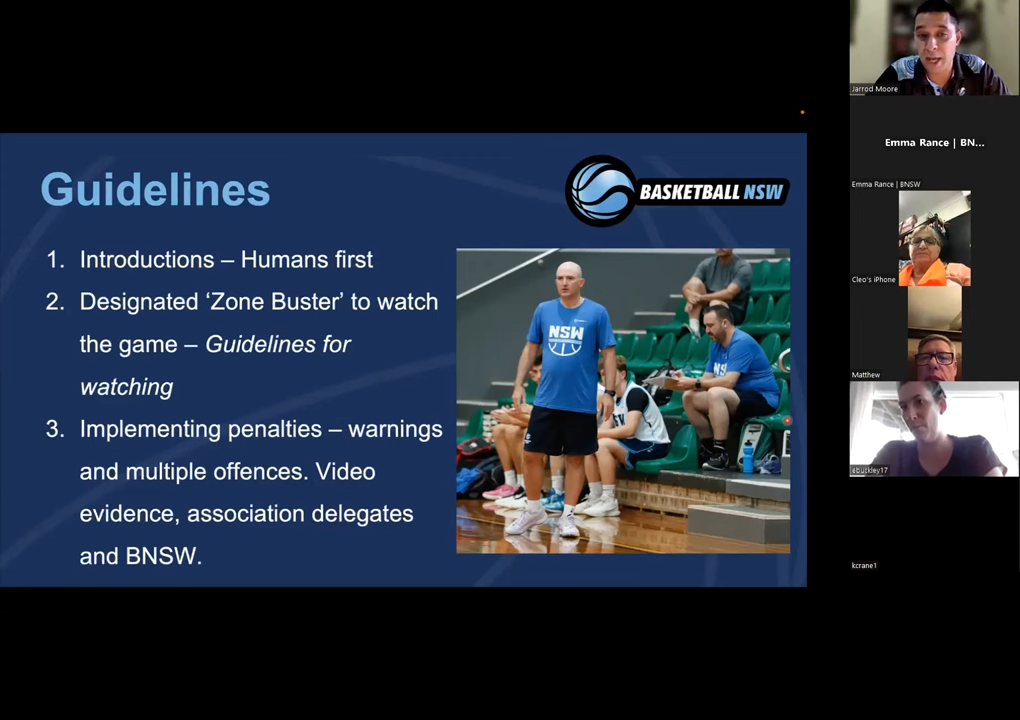 Guidelines
BASKETBALL NSW
1. Introductions – Humans first
2. Designated ‘Zone Buster’ to watch
the game – Guidelines for
watching
3. Implementing penalties – warnings
and multiple offences. Video
evidence, association delegates
and BNSW.
NSW
Jarrod Moore
Emma Rance | BN...
Emma Rance | BNSW
Cleo's iPhone
Matthew
ebuckley17
kcrane1